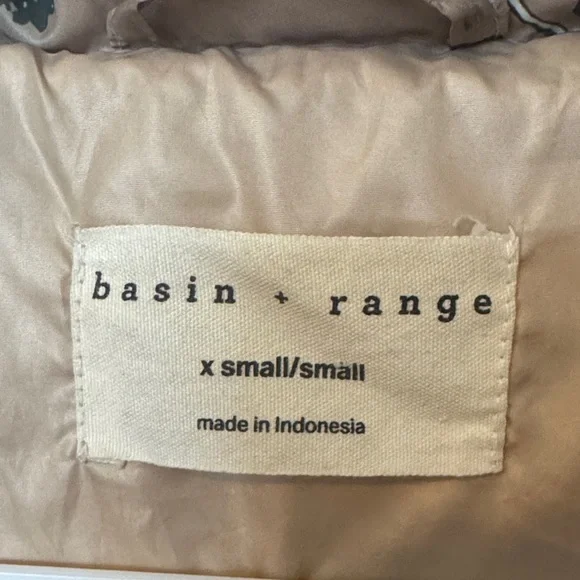 basin + range
x small/small
made in Indonesia